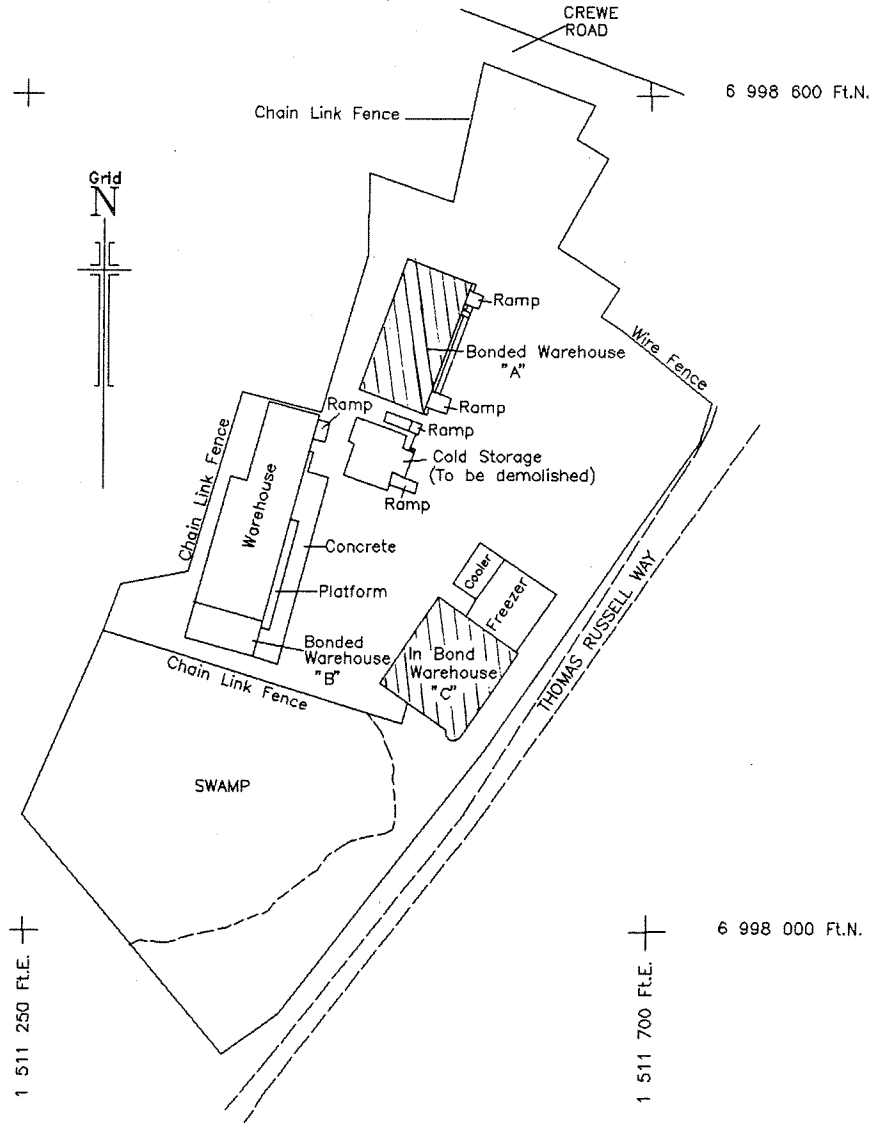 CREWE
ROAD
6 998 600 Ft.N.
Chain Link Fence
Grid
N
Ramp
Wire Fence
Bonded Warehouse
"A"
Ramp
Ramp
Ramp
Chain Link Fence
Warehouse
Cold Storage
(To be demolished)
Ramp
Concrete
Cooler
Freezer
Platform
THOMAS RUSSELL WAY
Bonded
Warehouse
"B"
In Bond
Warehouse
"C"
Chain Link Fence
SWAMP
6 998 000 Ft.N.
1 511 250 Ft.E.
1 511 700 Ft.E.